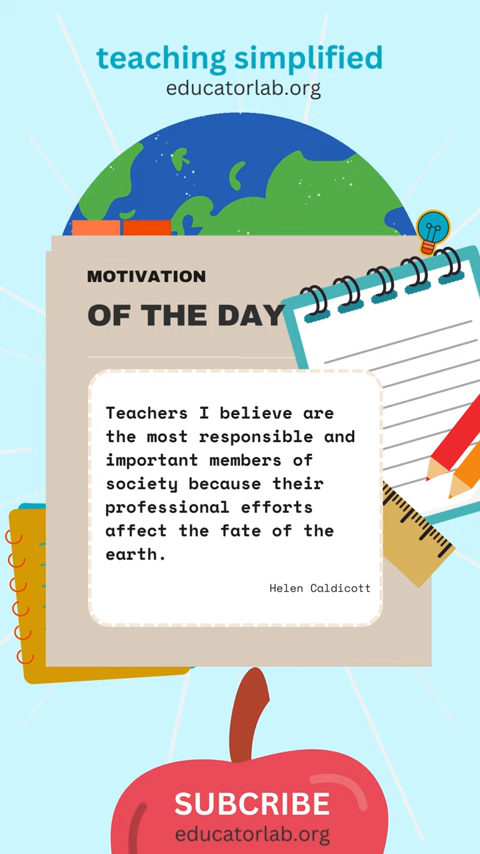 teaching simplified
educatorlab.org
MOTIVATION
OF THE DAY
Teachers I believe are
the most responsible and
important members of
society because their
professional efforts
affect the fate of the
earth.
Helen Caldicott
SUBCRIBE
educatorlab.org